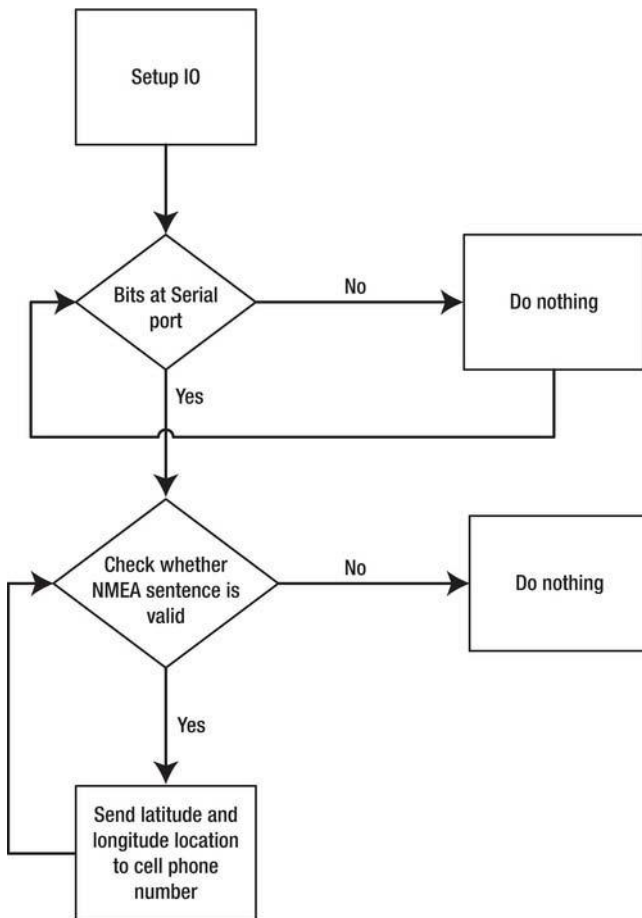 Setup IO
Bits at Serial
port
No
Do nothing
Yes
Check whether
NMEA sentence is
valid
No
Do nothing
Yes
Send latitude and
longitude location
to cell phone
number